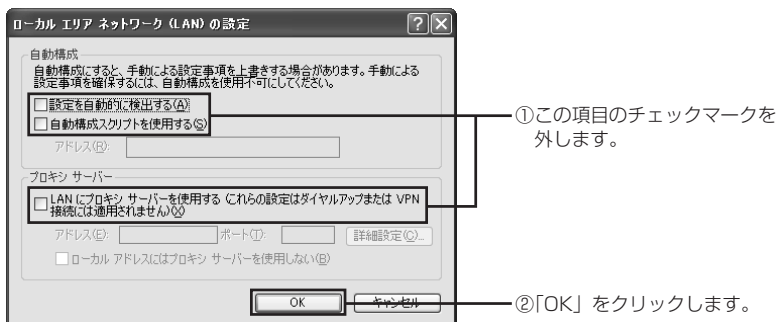 ローカル エリア ネットワーク (LAN) の設定
自動構成
自動構成にすると、手動による設定事項を上書きする場合があります。手動による
設定事項を確保するには、自動構成を使用不可にしてください。
設定を自動的に検出する(A)
自動構成スクリプトを使用する(S)
アドレス(R):
①この項目のチェックマークを
外します。
プロキシ サーバー
LAN にプロキシ サーバーを使用する (これらの設定はダイヤルアップまたは VPN
接続には適用されません)(X)
アドレス(E): ポート(T): 詳細設定(C)...
ローカル アドレスにはプロキシ サーバーを使用しない(B)
OK キャンセル
②「OK」をクリックします。